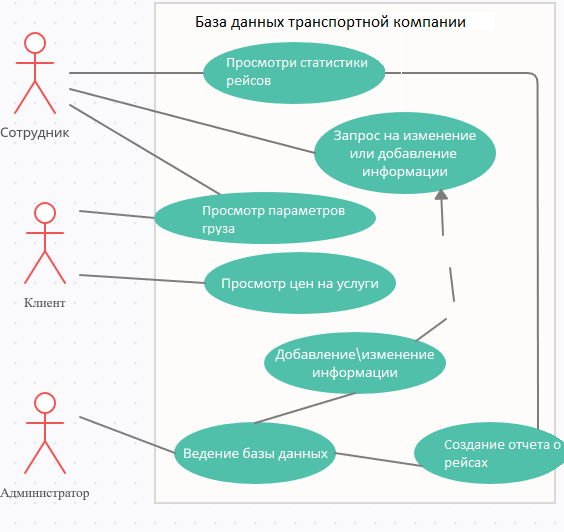 База данных транспортной компании
Просмотри статистики
рейсов
Сотрудник
Запрос на изменение
или добавление
информации
Просмотр параметров
груза
Клиент
Просмотр цен на услуги
Добавление\изменение
информации
Администратор
Ведение базы данных
Создание отчета о
рейсах